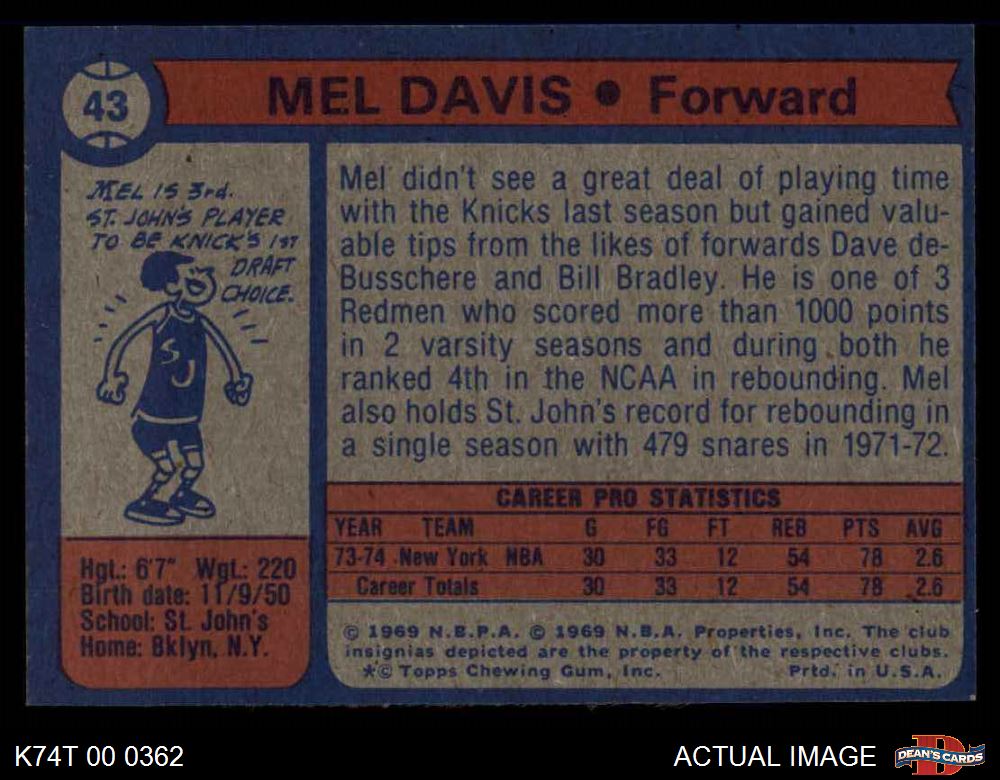 43
MEL DAVIS • Forward
MEL IS 3rd.
ST. JOHN'S PLAYER
TO BE KNICK'S 1ST
DRAFT
CHOICE.
SJ
Hgt.: 6'7" Wgt.: 220
Birth date: 11/9/50
School: St. John's
Home: Bklyn, N.Y.
Mel didn't see a great deal of playing time
with the Knicks last season but gained valu-
able tips from the likes of forwards Dave de-
Busschere and Bill Bradley. He is one of 3
Redmen who scored more than 1000 points
in 2 varsity seasons and during both he
ranked 4th in the NCAA in rebounding. Mel
also holds St. John's record for rebounding in
a single season with 479 snares in 1971-72.
CAREER PRO STATISTICS
YEAR TEAM G FG FT REB PTS AVG
73-74 New York NBA 30 33 12 54 78 2.6
Career Totals 30 33 12 54 78 2.6
© 1969 N.B.P.A. © 1969 N.B.A. Properties, Inc. The club
insignias depicted are the property of the respective clubs.
*© Topps Chewing Gum, Inc. Prtd. in U.S.A.
K74T 00 0362
ACTUAL IMAGE
DEAN'S CARDS